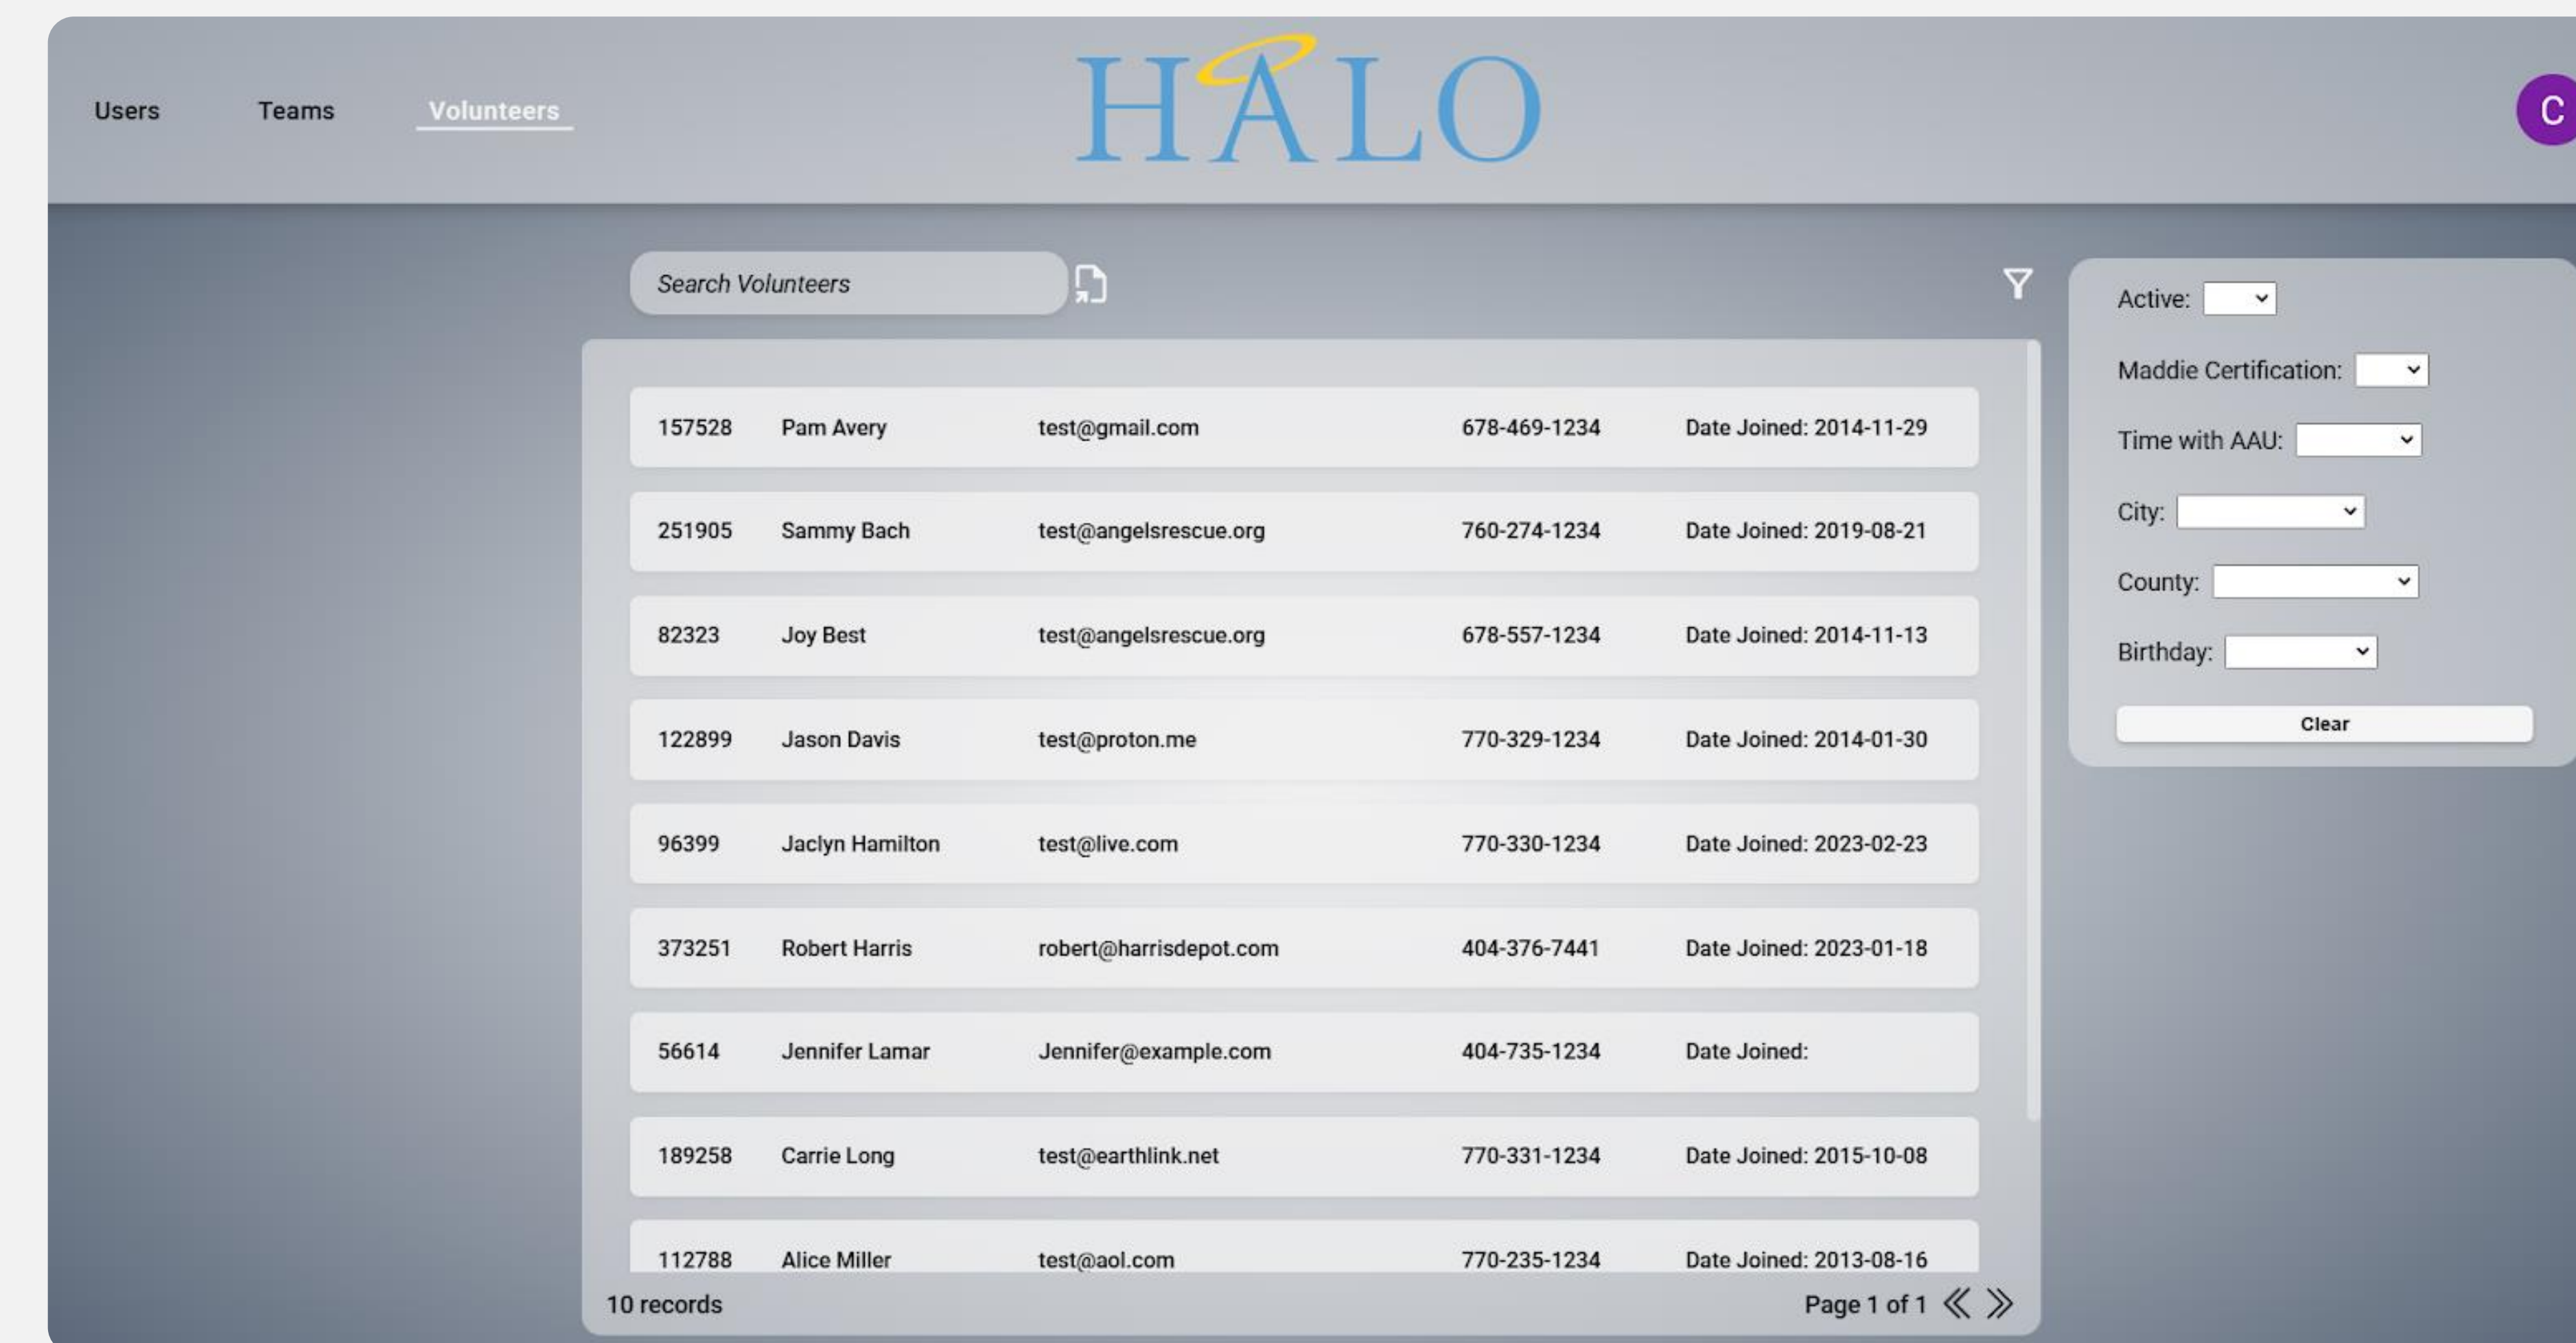 Users Teams Volunteers HALO C
Search Volunteers
157528 Pam Avery test@gmail.com 678-469-1234 Date Joined: 2014-11-29
251905 Sammy Bach test@angelsrescue.org 760-274-1234 Date Joined: 2019-08-21
82323 Joy Best test@angelsrescue.org 678-557-1234 Date Joined: 2014-11-13
122899 Jason Davis test@proton.me 770-329-1234 Date Joined: 2014-01-30
96399 Jaclyn Hamilton test@live.com 770-330-1234 Date Joined: 2023-02-23
373251 Robert Harris robert@harrisdepot.com 404-376-7441 Date Joined: 2023-01-18
56614 Jennifer Lamar Jennifer@example.com 404-735-1234 Date Joined:
189258 Carrie Long test@earthlink.net 770-331-1234 Date Joined: 2015-10-08
112788 Alice Miller test@aol.com 770-235-1234 Date Joined: 2013-08-16
10 records Page 1 of 1
Active:
Maddie Certification:
Time with AAU:
City:
County:
Birthday:
Clear